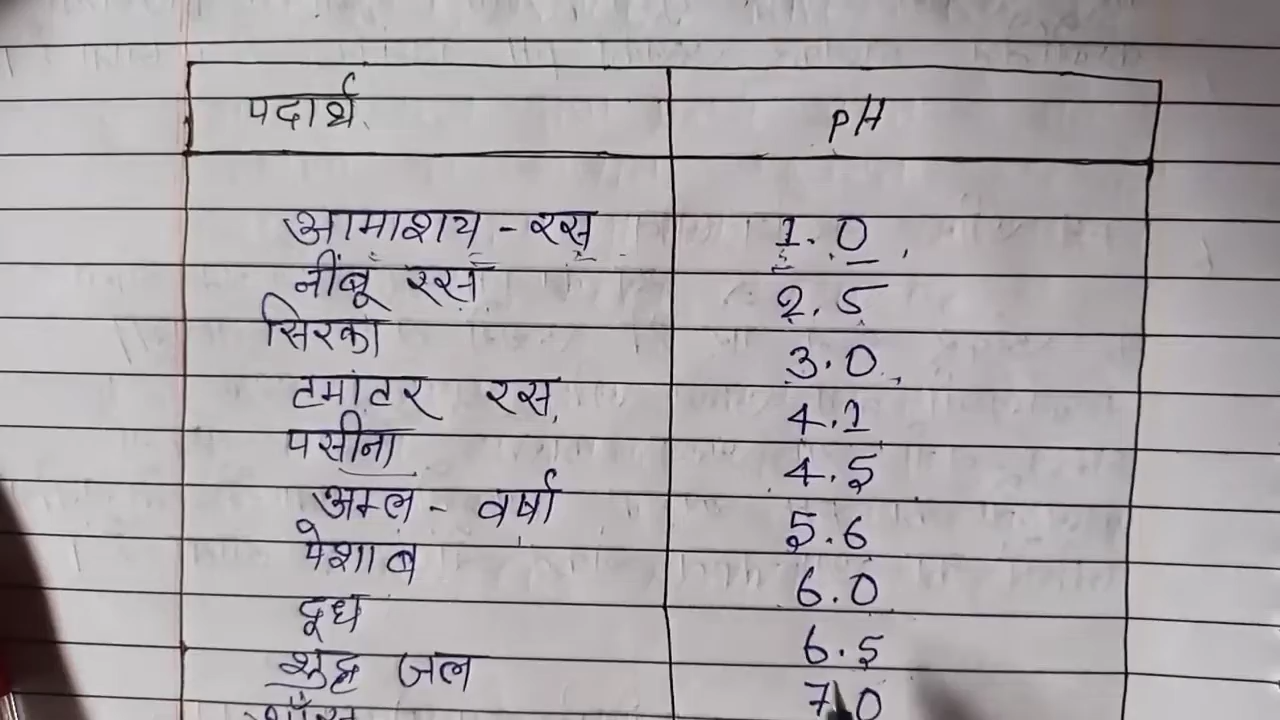 पदार्थ pH
आमाशय - रस 1.0
नींबू रस 2.5
सिरका 3.0
टमाटर रस 4.1
पसीना 4.5
अम्ल - वर्षा 5.6
पेशाब 6.0
दूध 6.5
शुद्ध जल 7.0